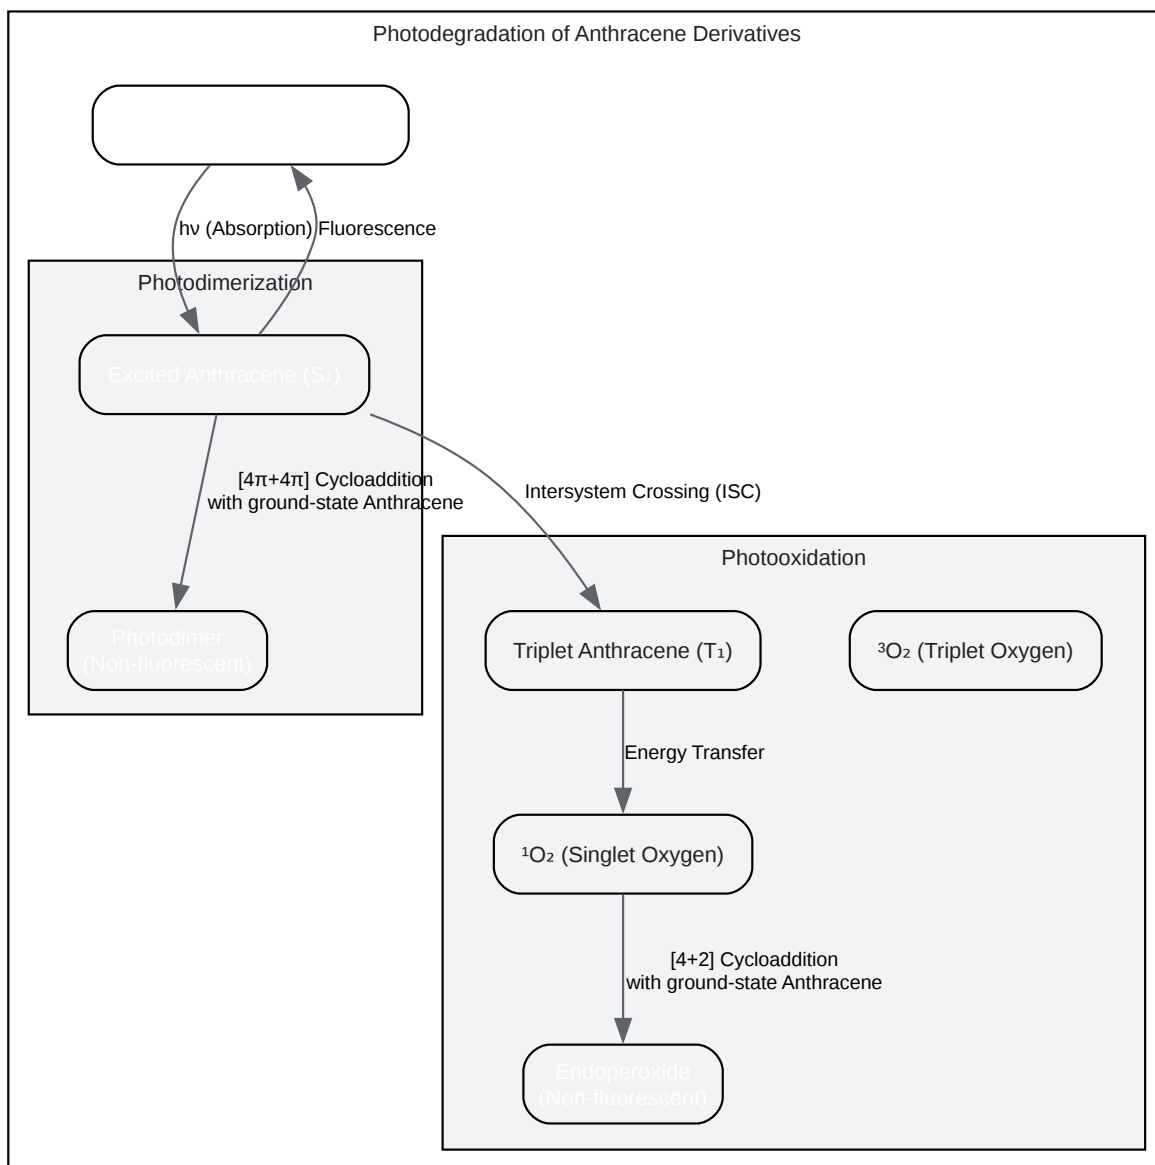 Photodegradation of Anthracene Derivatives
hν (Absorption)
Fluorescence
Photodimerization
Excited Anthracene (S₁)
[4π+4π] Cycloaddition
with ground-state Anthracene
Intersystem Crossing (ISC)
Photooxidation
Photodimer
(Non-fluorescent)
Triplet Anthracene (T₁)
³O₂ (Triplet Oxygen)
Energy Transfer
¹O₂ (Singlet Oxygen)
[4+2] Cycloaddition
with ground-state Anthracene
Endoperoxide
(Non-fluorescent)